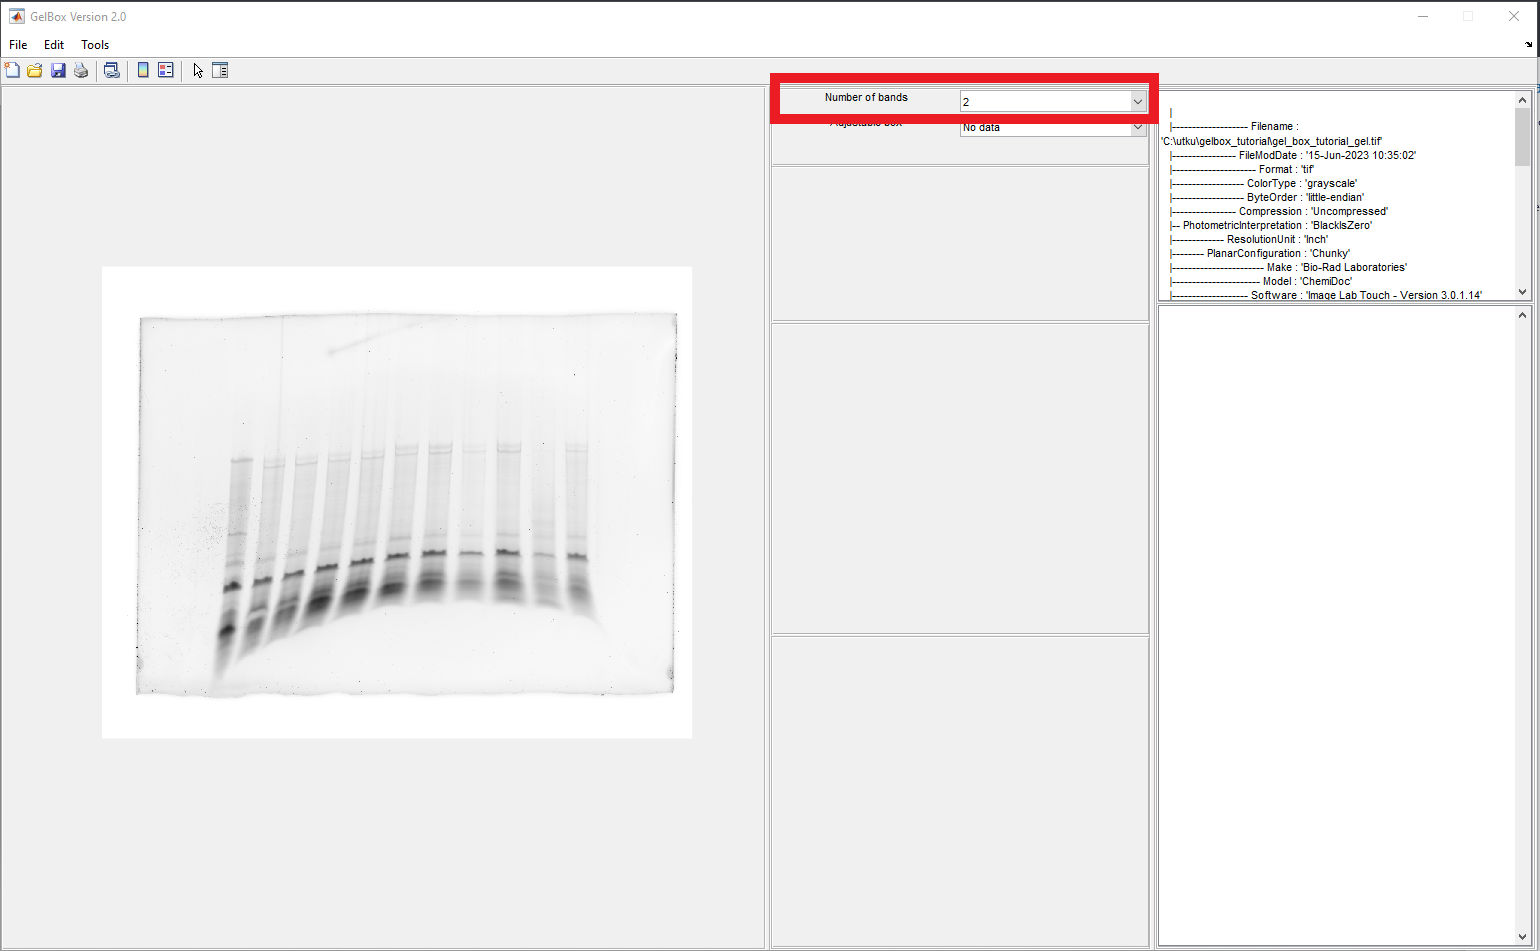 GelBox Version 2.0
File Edit Tools
Number of bands
2
Adjustable box
No data
|
|------------------- Filename :
'C:\utku\gelbox_tutorial\gel_box_tutorial_gel.tif'
|---------------- FileModDate : '15-Jun-2023 10:35:02'
|--------------------- Format : 'tif'
|------------------ ColorType : 'grayscale'
|------------------ ByteOrder : 'little-endian'
|---------------- Compression : 'Uncompressed'
|-- PhotometricInterpretation : 'BlackIsZero'
|------------- ResolutionUnit : 'Inch'
|-------- PlanarConfiguration : 'Chunky'
|----------------------- Make : 'Bio-Rad Laboratories'
|---------------------- Model : 'ChemiDoc'
|------------------- Software : 'Image Lab Touch - Version 3.0.1.14'